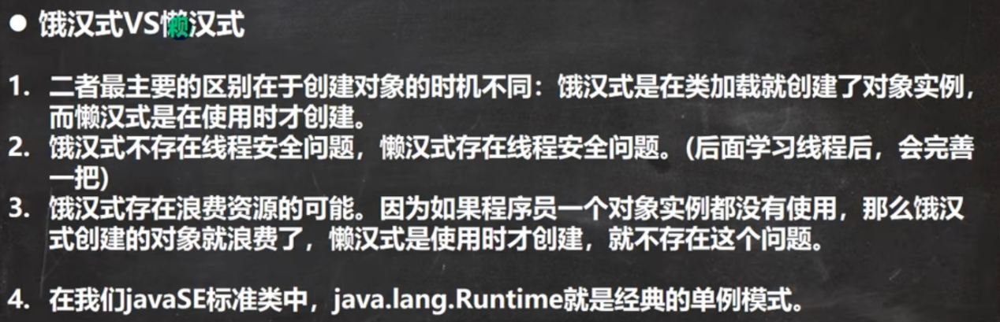 ● 饿汉式VS懒汉式
1. 二者最主要的区别在于创建对象的时机不同：饿汉式是在类加载就创建了对象实例，
而懒汉式是在使用时才创建。
2. 饿汉式不存在线程安全问题，懒汉式存在线程安全问题。(后面学习线程后，会完善
一把)
3. 饿汉式存在浪费资源的可能。因为如果程序员一个对象实例都没有使用，那么饿汉
式创建的对象就浪费了，懒汉式是使用时才创建，就不存在这个问题。
4. 在我们javaSE标准类中，java.lang.Runtime就是经典的单例模式。